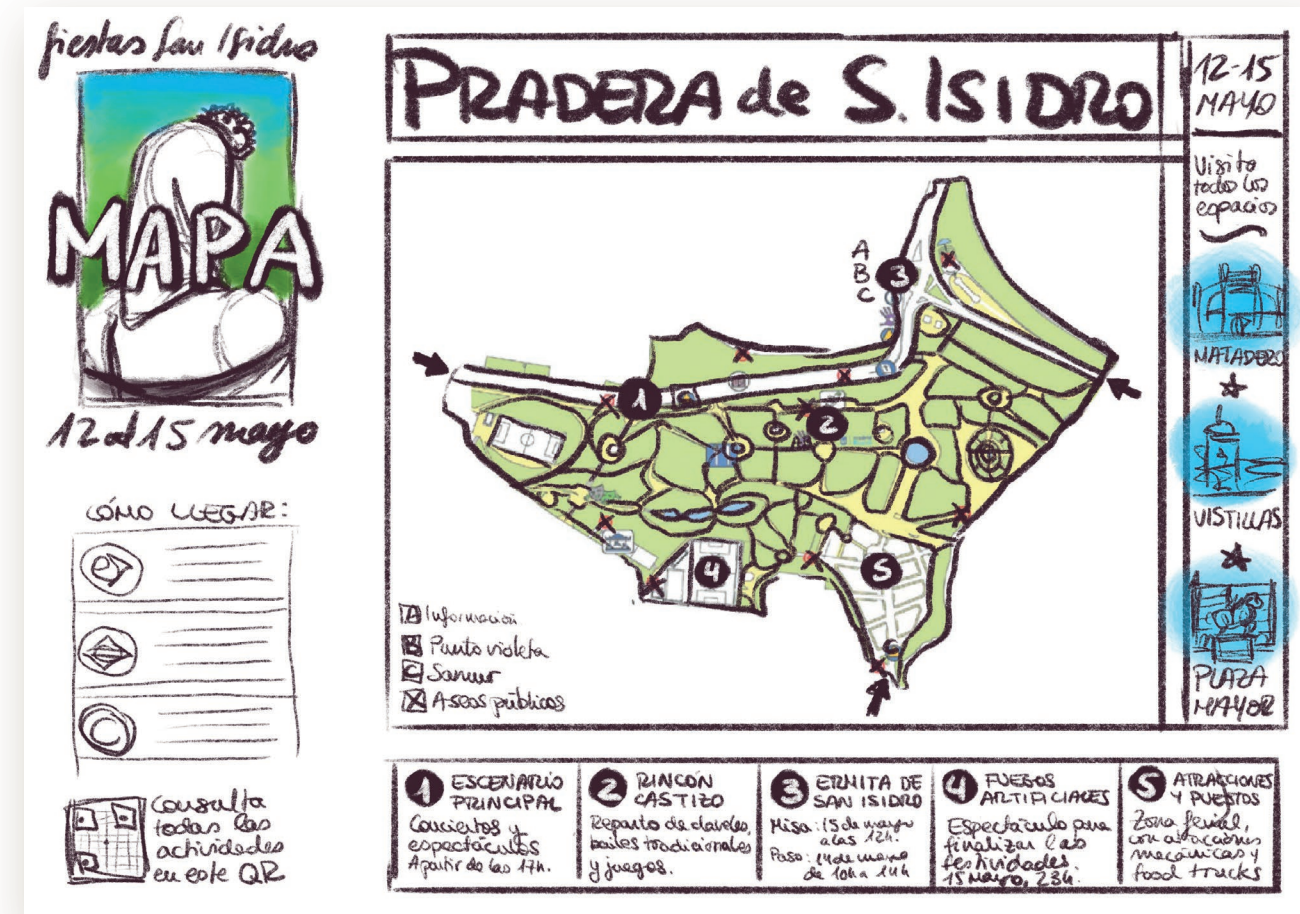 fiestas San Isidro
MAPA
12 al 15 mayo
CÓMO LLEGAR:
Consulta
todas las
actividades
en este QR
PRADERA de S. ISIDRO
A
B
C
3
1
2
4
5
A Información
B Punto violeta
C Samur
X Aseos públicos
12-15
MAYO
Visita
todos los
espacios
MATADERO
VISTILLAS
PLAZA
MAYOR
1 ESCENARIO
PRINCIPAL
Conciertos y
espectáculos
A partir de las 17h.
2 RINCÓN
CASTIZO
Reparto de claveles,
bailes tradicionales
y juegos.
3 ERMITA DE
SAN ISIDRO
Misa: 15 de mayo
a las 12h.
Paso: 14 de mayo
de 10h a 14h
4 FUEGOS
ARTIFICIALES
Espectáculo para
finalizar las
festividades.
15 mayo, 23h.
5 ATRACCIONES
Y PUESTOS
Zona ferial,
con atracciones
mecánicas y
food trucks